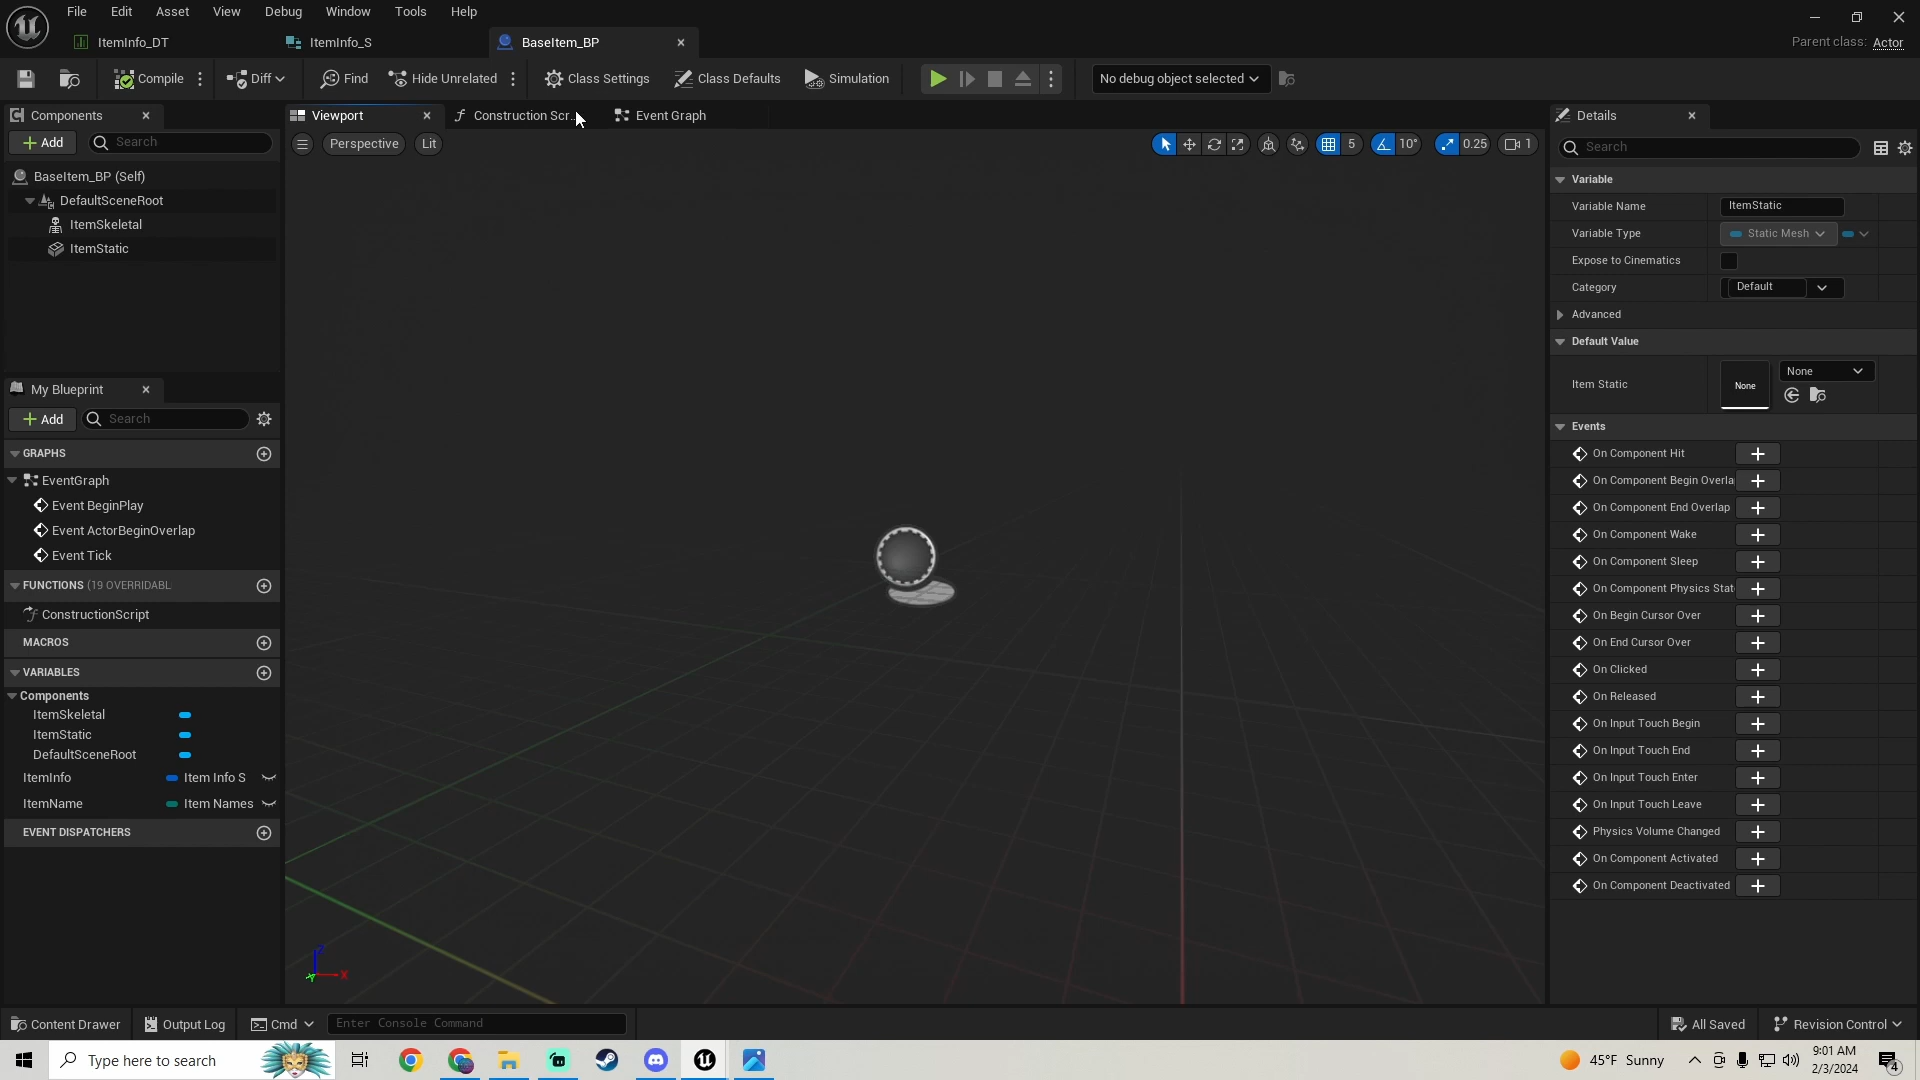 File Edit Asset View Debug Window Tools Help
ItemInfo_DT ItemInfo_S BaseItem_BP
Parent class: Actor
Compile Diff Find Hide Unrelated Class Settings Class Defaults Simulation No debug object selected
Components
Viewport Construction Scr... Event Graph
Details
Add Search
Perspective Lit 5 10° 0.25 1
Search
BaseItem_BP (Self)
DefaultSceneRoot
ItemSkeletal
ItemStatic
Variable
Variable Name ItemStatic
Variable Type Static Mesh
Expose to Cinematics
Category Default
Advanced
Default Value
Item Static None None
Events
On Component Hit
On Component Begin Overla
On Component End Overlap
On Component Wake
On Component Sleep
On Component Physics Stat
On Begin Cursor Over
On End Cursor Over
On Clicked
On Released
On Input Touch Begin
On Input Touch End
On Input Touch Enter
On Input Touch Leave
Physics Volume Changed
On Component Activated
On Component Deactivated
My Blueprint
Add Search
GRAPHS
EventGraph
Event BeginPlay
Event ActorBeginOverlap
Event Tick
FUNCTIONS (19 OVERRIDABL
ConstructionScript
MACROS
VARIABLES
Components
ItemSkeletal
ItemStatic
DefaultSceneRoot
ItemInfo Item Info S
ItemName Item Names
EVENT DISPATCHERS
Z
X
Y
Content Drawer Output Log Cmd Enter Console Command All Saved Revision Control
Type here to search
45°F Sunny
9:01 AM
2/3/2024
4